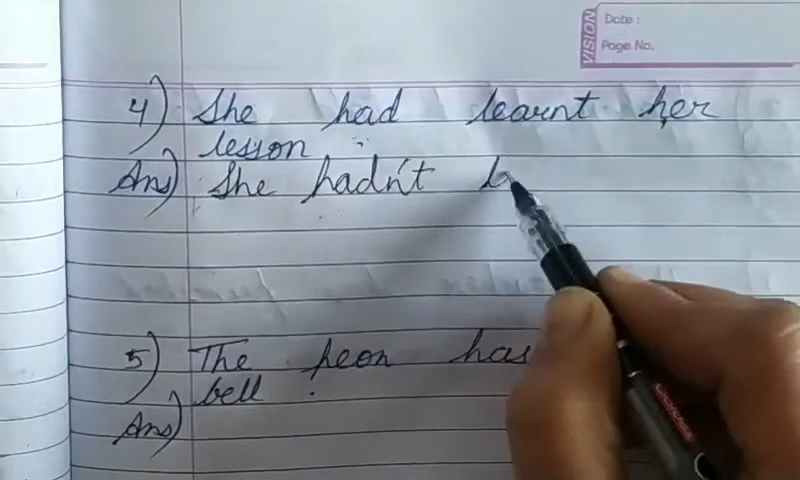 VISION
Date :
Page No.
4) She had learnt her
lesson .
Ans) She hadn't l
5) The peon has
bell .
Ans)